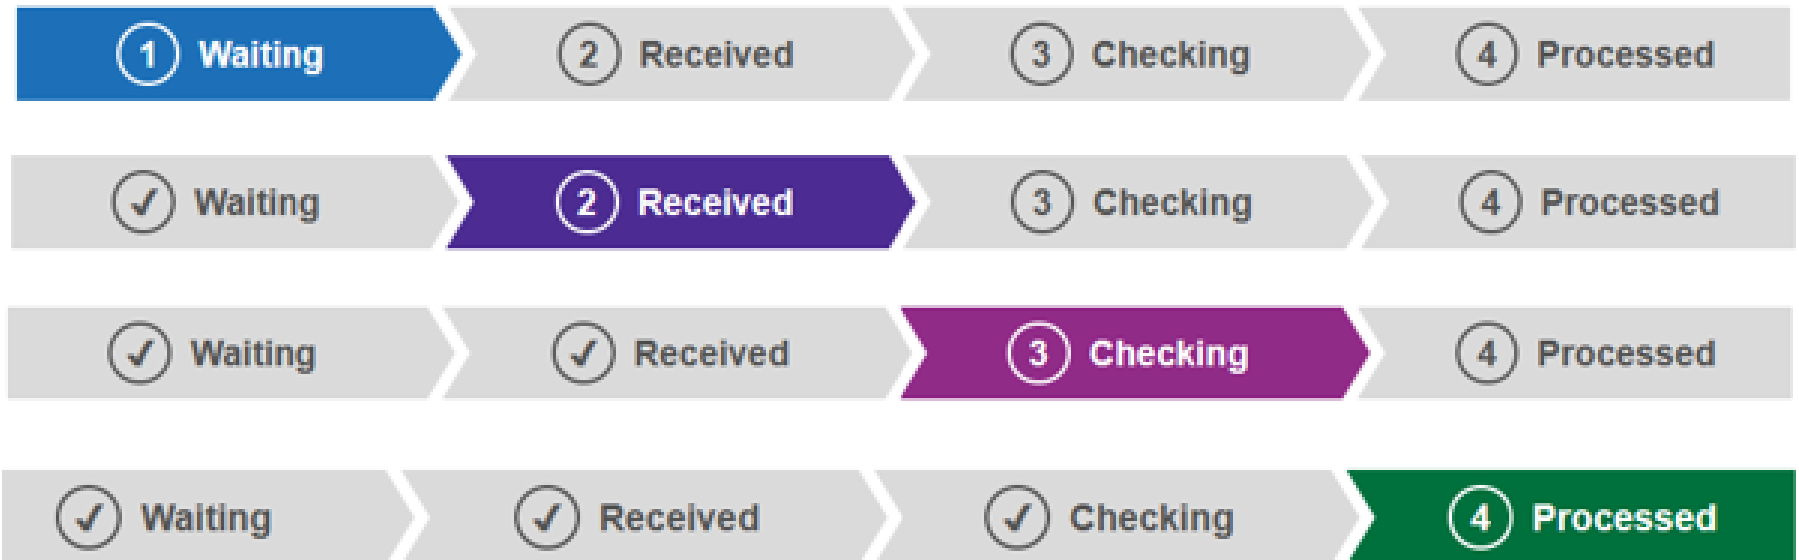 1 Waiting 2 Received 3 Checking 4 Processed
✓ Waiting 2 Received 3 Checking 4 Processed
✓ Waiting ✓ Received 3 Checking 4 Processed
✓ Waiting ✓ Received ✓ Checking 4 Processed